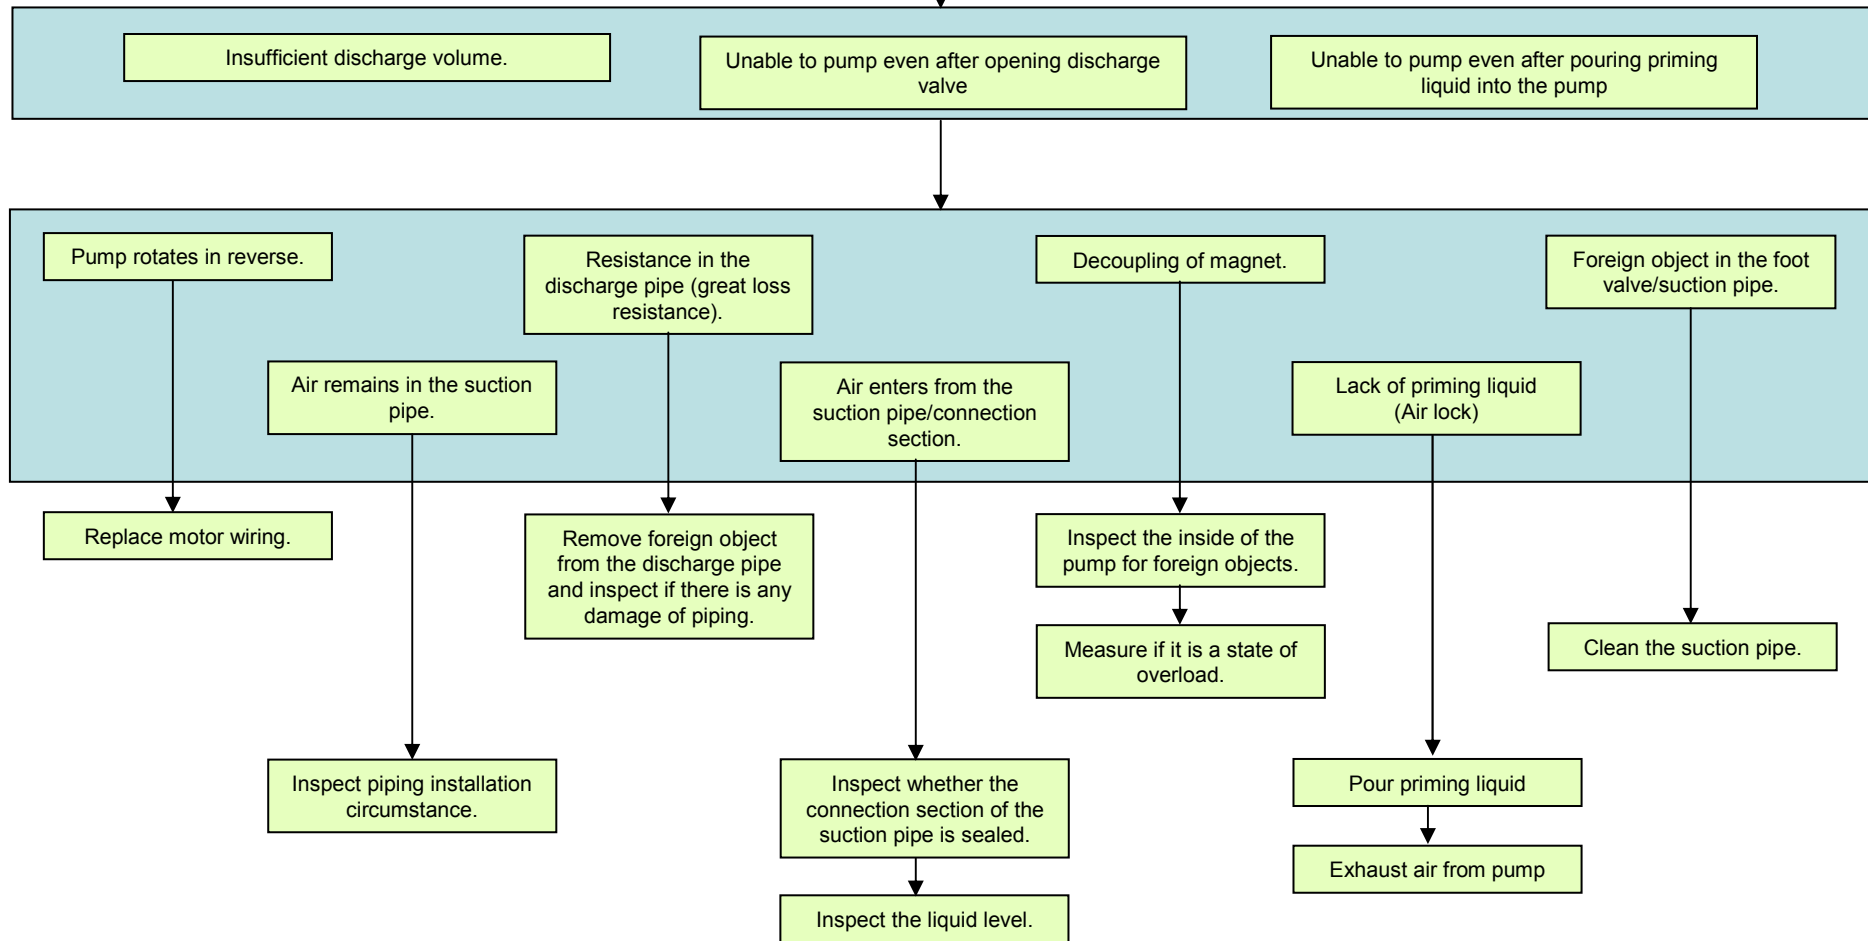 Insufficient discharge volume.
Unable to pump even after opening discharge
valve
Unable to pump even after pouring priming
liquid into the pump
Pump rotates in reverse.
Resistance in the
discharge pipe (great loss
resistance).
Decoupling of magnet.
Foreign object in the foot
valve/suction pipe.
Air remains in the suction
pipe.
Air enters from the
suction pipe/connection
section.
Lack of priming liquid
(Air lock)
Replace motor wiring.
Remove foreign object
from the discharge pipe
and inspect if there is any
damage of piping.
Inspect the inside of the
pump for foreign objects.
Measure if it is a state of
overload.
Clean the suction pipe.
Inspect piping installation
circumstance.
Inspect whether the
connection section of the
suction pipe is sealed.
Pour priming liquid
Exhaust air from pump
Inspect the liquid level.